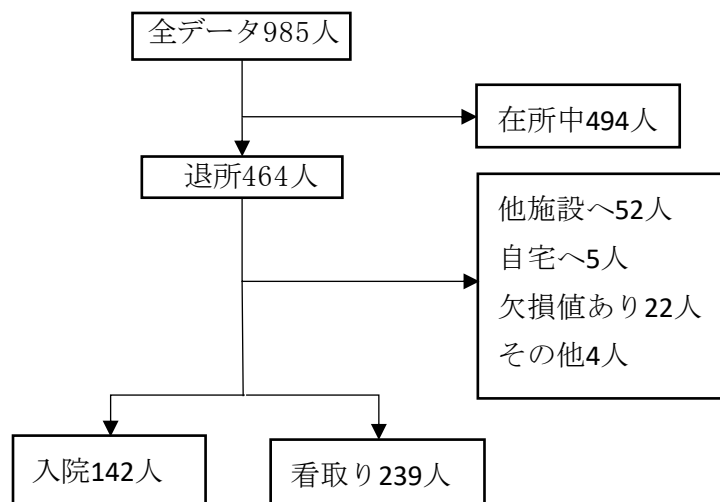 全データ985人
在所中494人
退所464人
他施設へ52人
自宅へ5人
欠損値あり22人
その他4人
入院142人
看取り239人